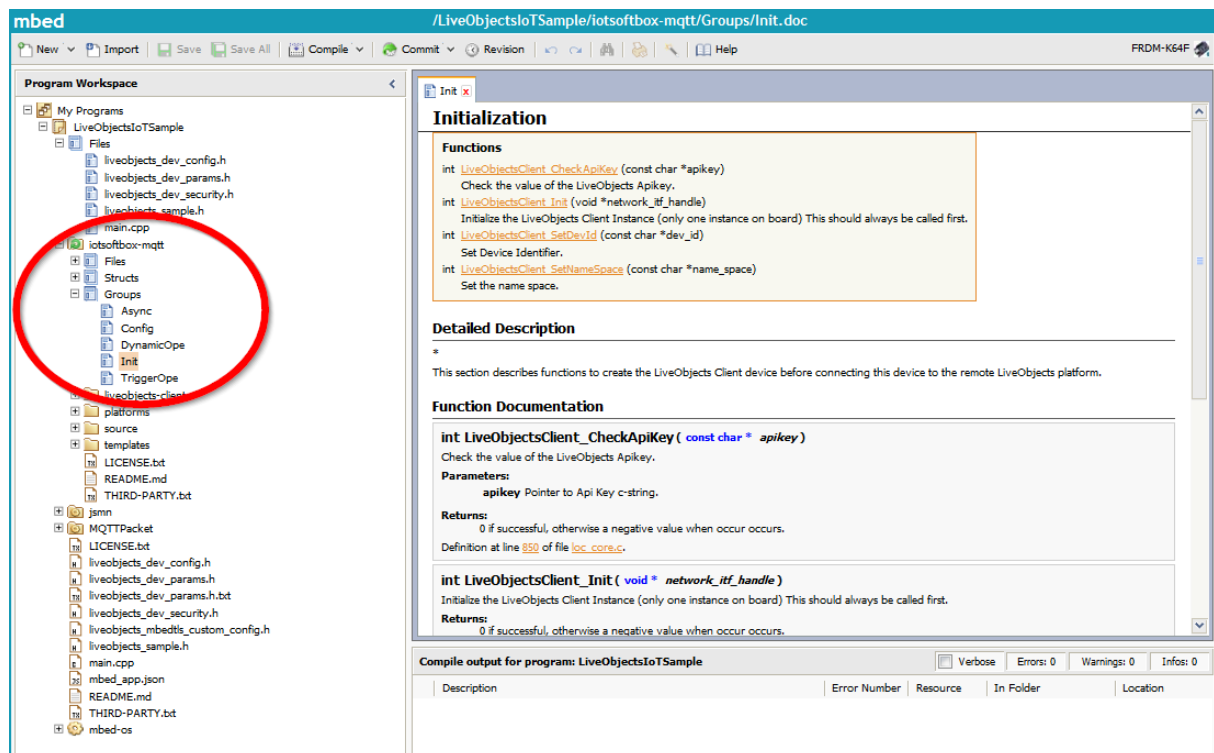 mbed
/LiveObjectsIoTSample/iotsoftbox-mqtt/Groups/Init.doc
New Import Save Save All Compile Commit Revision Help FRDM-K64F
Program Workspace
My Programs
LiveObjectsIoTSample
Files
liveobjects_dev_config.h
liveobjects_dev_params.h
liveobjects_dev_security.h
liveobjects_sample.h
main.cpp
iotsoftbox-mqtt
Files
Structs
Groups
Async
Config
DynamicOpe
Init
TriggerOpe
liveobjects-client
platforms
source
templates
LICENSE.txt
README.md
THIRD-PARTY.txt
jsmn
MQTTPacket
LICENSE.txt
liveobjects_dev_config.h
liveobjects_dev_params.h
liveobjects_dev_params.h.txt
liveobjects_dev_security.h
liveobjects_mbedtls_custom_config.h
liveobjects_sample.h
main.cpp
mbed_app.json
README.md
THIRD-PARTY.txt
mbed-os
Init
Initialization
Functions
int LiveObjectsClient_CheckApiKey (const char *apikey)
Check the value of the LiveObjects Apikey.
int LiveObjectsClient_Init (void *network_itf_handle)
Initialize the LiveObjects Client Instance (only one instance on board) This should always be called first.
int LiveObjectsClient_SetDevId (const char *dev_id)
Set Device Identifier.
int LiveObjectsClient_SetNameSpace (const char *name_space)
Set the name space.
Detailed Description
*
This section describes functions to create the LiveObjects Client device before connecting this device to the remote LiveObjects platform.
Function Documentation
int LiveObjectsClient_CheckApiKey ( const char * apikey )
Check the value of the LiveObjects Apikey.
Parameters:
apikey Pointer to Api Key c-string.
Returns:
0 if successful, otherwise a negative value when occur occurs.
Definition at line 850 of file loc_core.c.
int LiveObjectsClient_Init ( void * network_itf_handle )
Initialize the LiveObjects Client Instance (only one instance on board) This should always be called first.
Returns:
0 if successful, otherwise a negative value when occur occurs.
Compile output for program: LiveObjectsIoTSample Verbose Errors: 0 Warnings: 0 Infos: 0
Description Error Number Resource In Folder Location